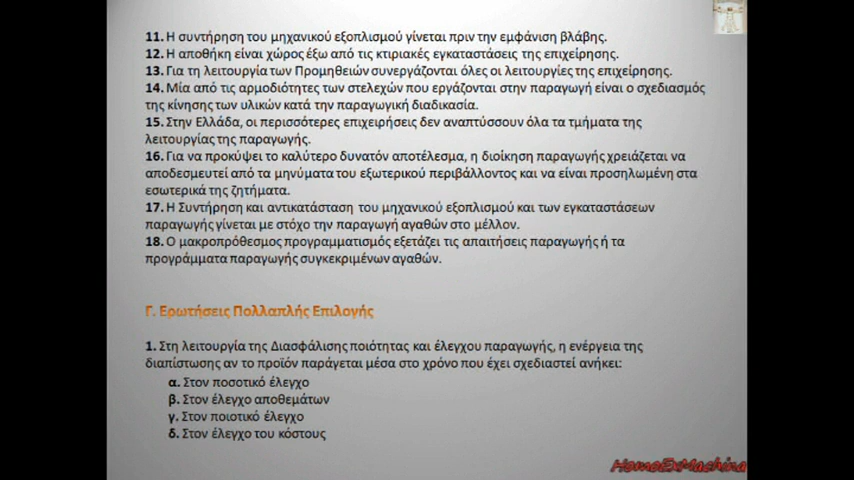 11. Η συντήρηση του μηχανικού εξοπλισμού γίνεται πριν την εμφάνιση βλάβης.
12. Η αποθήκη είναι χώρος έξω από τις κτιριακές εγκαταστάσεις της επιχείρησης.
13. Για τη λειτουργία των Προμηθειών συνεργάζονται όλες οι λειτουργίες της επιχείρησης.
14. Μία από τις αρμοδιότητες των στελεχών που εργάζονται στην παραγωγή είναι ο σχεδιασμός
της κίνησης των υλικών κατά την παραγωγική διαδικασία.
15. Στην Ελλάδα, οι περισσότερες επιχειρήσεις δεν αναπτύσσουν όλα τα τμήματα της
λειτουργίας της παραγωγής.
16. Για να προκύψει το καλύτερο δυνατόν αποτέλεσμα, η διοίκηση παραγωγής χρειάζεται να
αποδεσμευτεί από τα μηνύματα του εξωτερικού περιβάλλοντος και να είναι προσηλωμένη στα
εσωτερικά της ζητήματα.
17. Η Συντήρηση και αντικατάσταση του μηχανικού εξοπλισμού και των εγκαταστάσεων
παραγωγής γίνεται με στόχο την παραγωγή αγαθών στο μέλλον.
18. Ο μακροπρόθεσμος προγραμματισμός εξετάζει τις απαιτήσεις παραγωγής ή τα
προγράμματα παραγωγής συγκεκριμένων αγαθών.
Γ. Ερωτήσεις Πολλαπλής Επιλογής
1. Στη λειτουργία της Διασφάλισης ποιότητας και έλεγχου παραγωγής, η ενέργεια της
διαπίστωσης αν το προϊόν παράγεται μέσα στο χρόνο που έχει σχεδιαστεί ανήκει:
α. Στον ποσοτικό έλεγχο
β. Στον έλεγχο αποθεμάτων
γ. Στον ποιοτικό έλεγχο
δ. Στον έλεγχο του κόστους
HomoExMachina